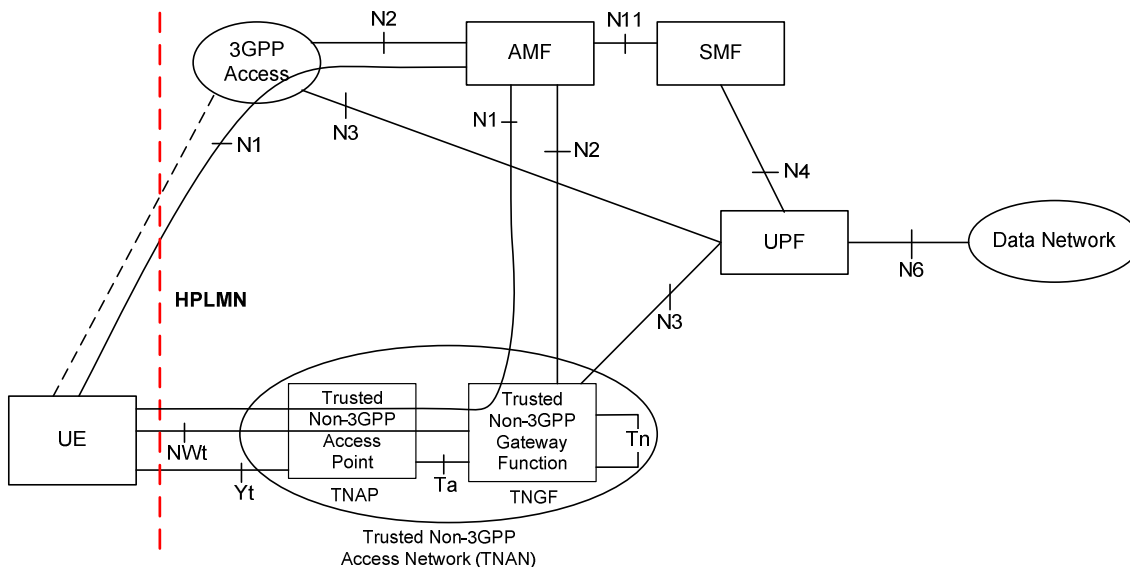 N2
N11
3GPP
Access
AMF
SMF
N1
N3
N1
N2
N4
UPF
Data Network
N6
HPLMN
N3
UE
Trusted
Non-3GPP
Access
Point
Trusted
Non-3GPP
Gateway
Function
Tn
NWt
Yt
Ta
TNAP
TNGF
Trusted Non-3GPP
Access Network (TNAN)